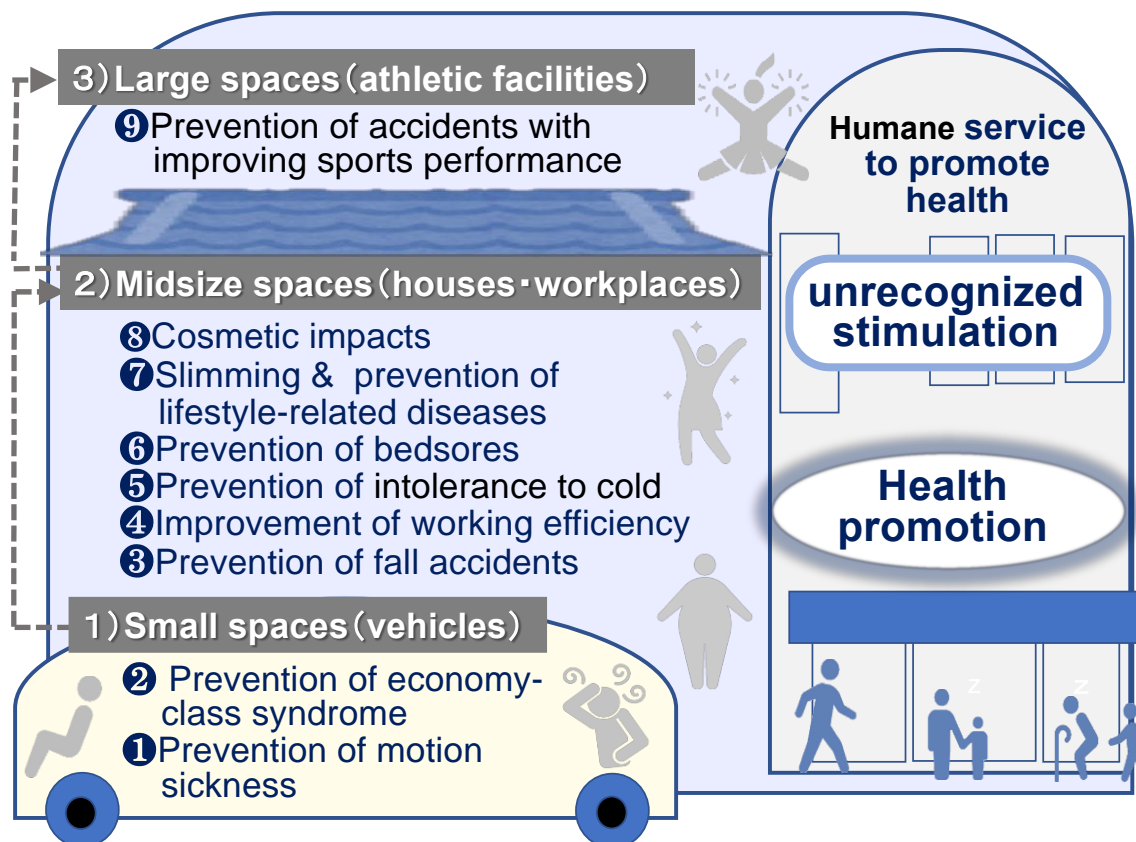 ３）Large spaces（athletic facilities）
❾Prevention of accidents with
improving sports performance
２）Midsize spaces（houses・workplaces）
❽Cosmetic impacts
❼Slimming & prevention of
lifestyle-related diseases
❻Prevention of bedsores
❺Prevention of intolerance to cold
❹Improvement of working efficiency
❸Prevention of fall accidents
１）Small spaces（vehicles）
❷ Prevention of economy-
class syndrome
❶Prevention of motion
sickness
Humane service
to promote
health
unrecognized
stimulation
Health
promotion
z
z